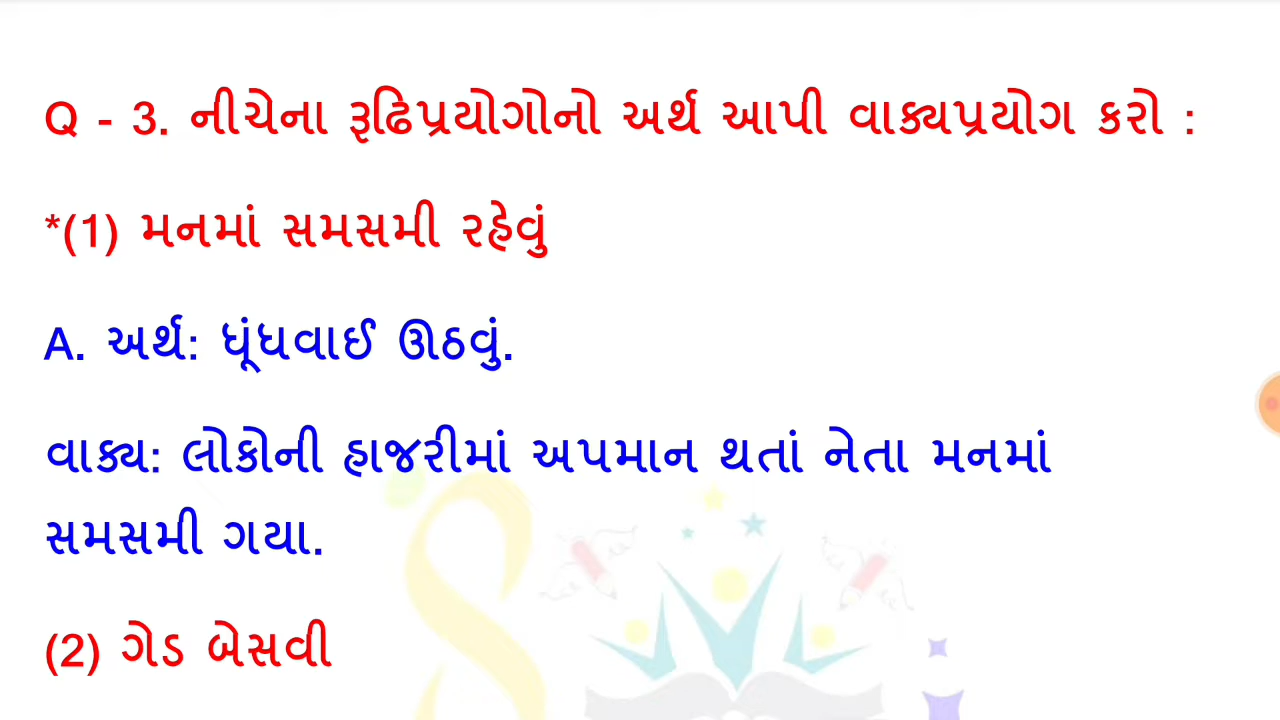 Q - 3. નીચેના રૂઢિપ્રયોગોનો અર્થ આપી વાક્યપ્રયોગ કરો :
*(1) મનમાં સમસમી રહેવું
A. અર્થ: ધૂંધવાઈ ઊઠવું.
વાક્ય: લોકોની હાજરીમાં અપમાન થતાં નેતા મનમાં
સમસમી ગયા.
(2) ગેડ બેસવી